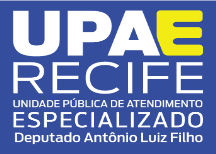 UPAE
RECIFE
UNIDADE PÚBLICA DE ATENDIMENTO
ESPECIALIZADO
Deputado Antônio Luiz Filho